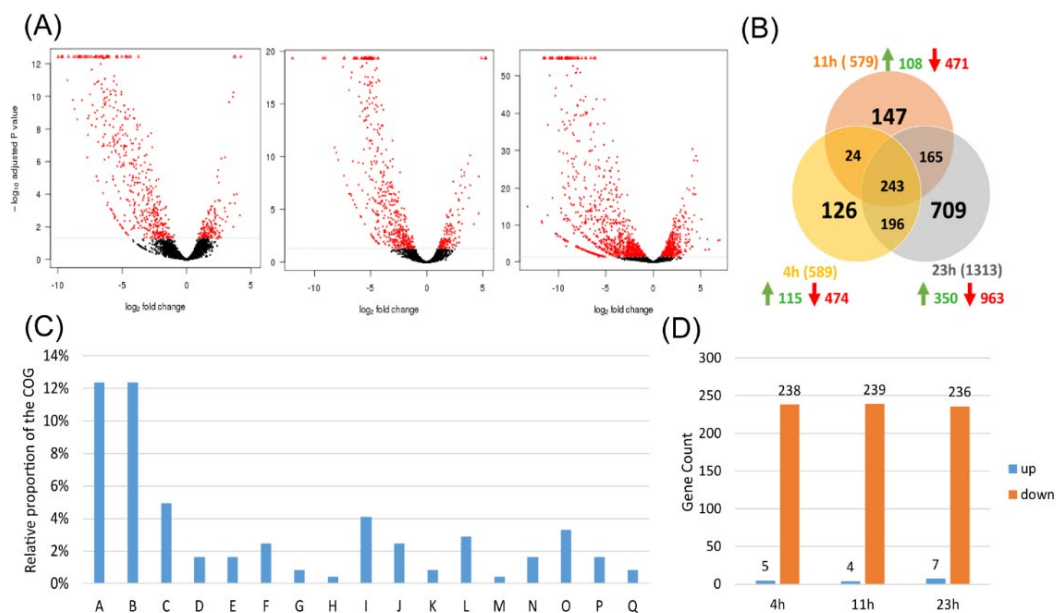 (A)
− log₁₀ adjusted P value
12
10
8
6
4
2
0
-10 -5 0 5
log₂ fold change
20
15
10
5
0
-10 -5 0 5
log₂ fold change
50
40
30
20
10
0
-10 -5 0 5
log₂ fold change
(B)
11h (579) 108 471
147
24 165
243
126 196 709
4h (589) 23h (1313)
115 474 350 963
(C)
Relative proportion of the COG
14%
12%
10%
8%
6%
4%
2%
0%
A B C D E F G H I J K L M N O P Q
(D)
Gene Count
300
250
200
150
100
50
0
238 239 236
5 4 7
4h 11h 23h
up
down